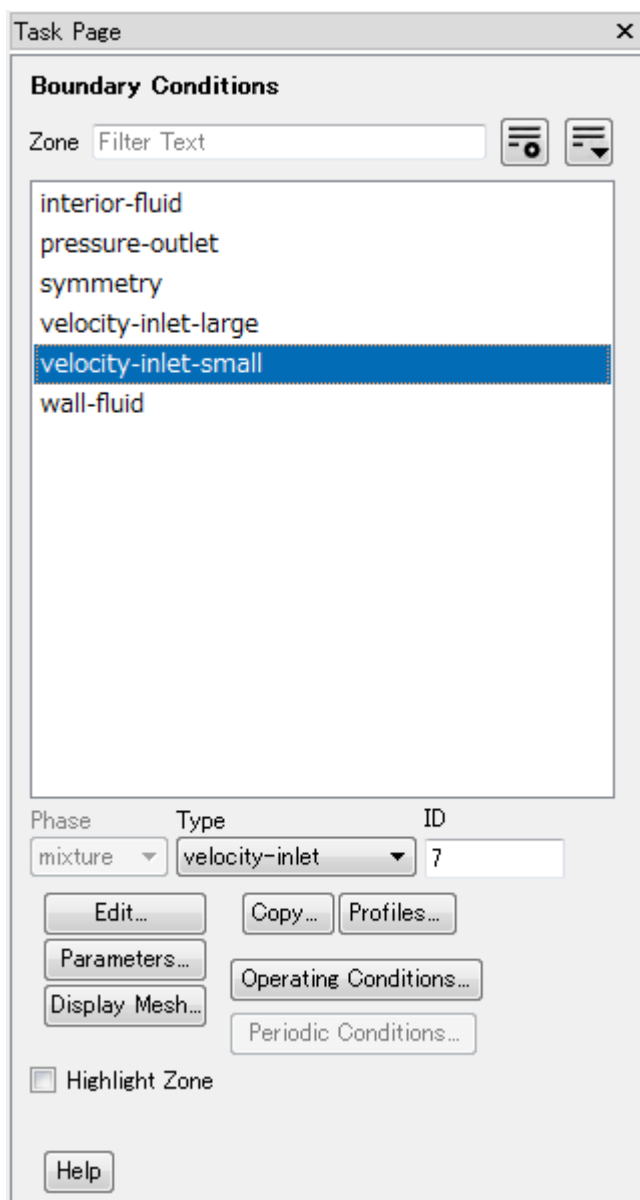 Task Page
Boundary Conditions
Zone Filter Text
interior-fluid
pressure-outlet
symmetry
velocity-inlet-large
velocity-inlet-small
wall-fluid
Phase Type ID
mixture velocity-inlet 7
Edit... Copy... Profiles...
Parameters...
Operating Conditions...
Display Mesh...
Periodic Conditions...
Highlight Zone
Help